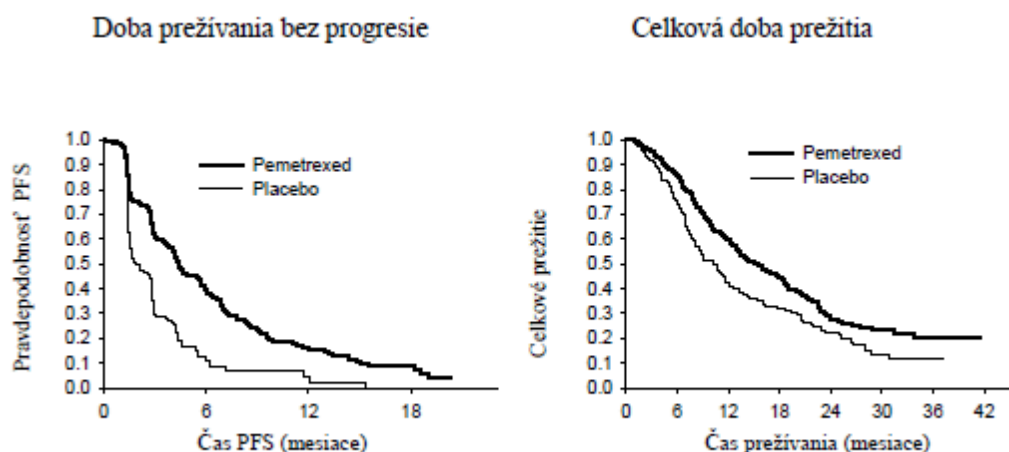 Doba prežívania bez progresie
Celková doba prežitia
Pravdepodobnosť PFS
1.0
0.9
0.8
0.7
0.6
0.5
0.4
0.3
0.2
0.1
0.0
Pemetrexed
Placebo
0 6 12 18
Čas PFS (mesiace)
Celkové prežitie
1.0
0.9
0.8
0.7
0.6
0.5
0.4
0.3
0.2
0.1
0.0
Pemetrexed
Placebo
0 6 12 18 24 30 36 42
Čas prežívania (mesiace)